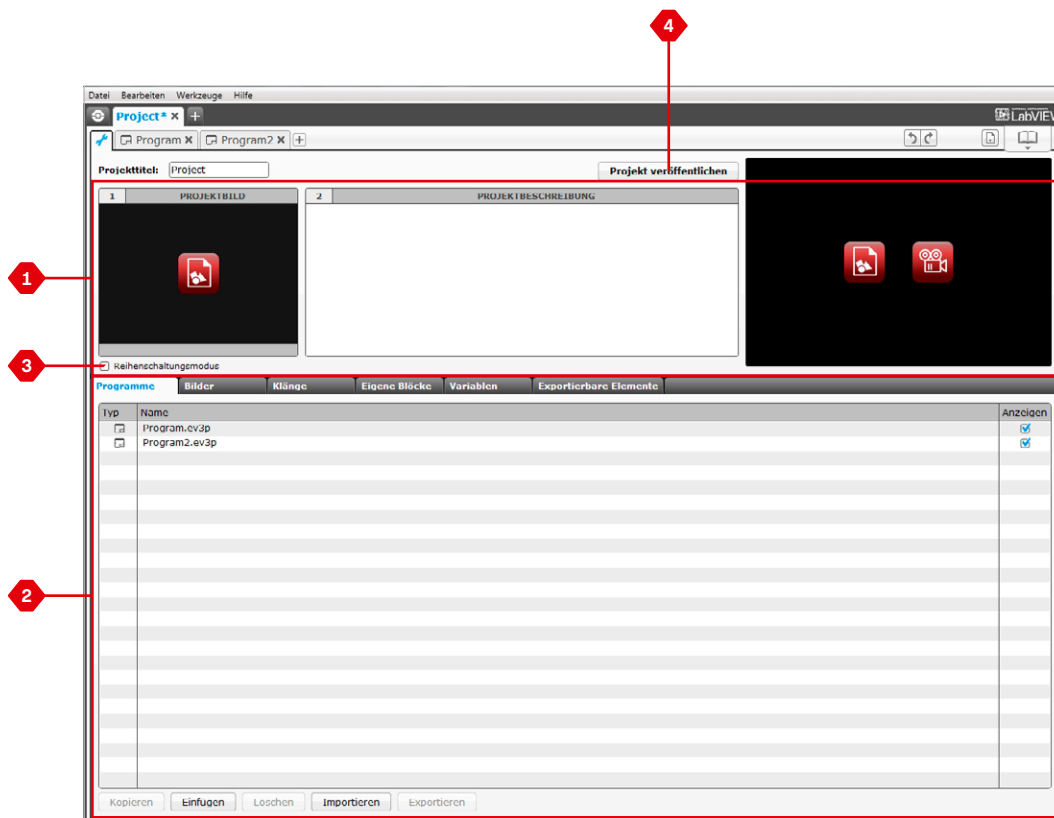 4
Datei Bearbeiten Werkzeuge Hilfe
Project* × +
LabVIEW
Program × Program2 × +
Projekttitel: Project
Projekt veröffentlichen
1 PROJEKTBILD
2 PROJEKTBESCHREIBUNG
1
3
Reihenschaltungsmodus
Programme Bilder Klänge Eigene Blöcke Variablen Exportierbare Elemente
Typ Name Anzeigen
Program.ev3p
Program2.ev3p
2
Kopieren Einfügen Löschen Importieren Exportieren